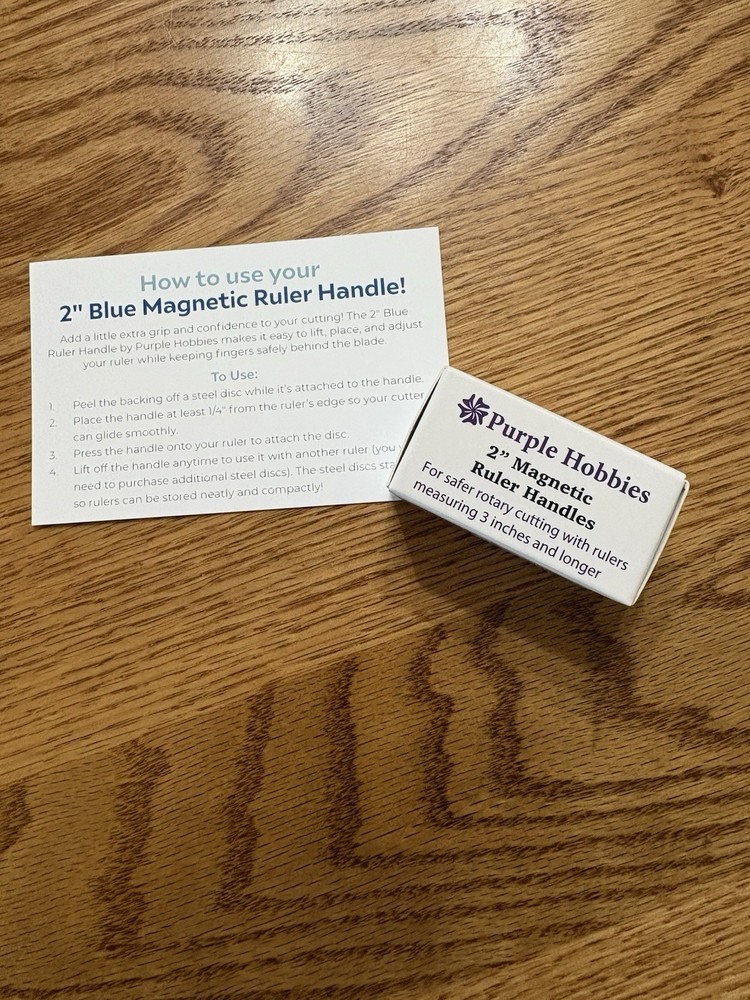 How to use your
2" Blue Magnetic Ruler Handle!
Add a little extra grip and confidence to your cutting! The 2" Blue
Ruler Handle by Purple Hobbies makes it easy to lift, place, and adjust
your ruler while keeping fingers safely behind the blade.
To Use:
1. Peel the backing off a steel disc while it's attached to the handle.
2. Place the handle at least 1/4" from the ruler's edge so your cutter
can glide smoothly.
3. Press the handle onto your ruler to attach the disc.
4. Lift off the handle anytime to use it with another ruler (you
need to purchase additional steel discs). The steel discs
so rulers can be stored neatly and compactly!
Purple Hobbies
2” Magnetic
Ruler Handles
For safer rotary cutting with rulers
measuring 3 inches and longer